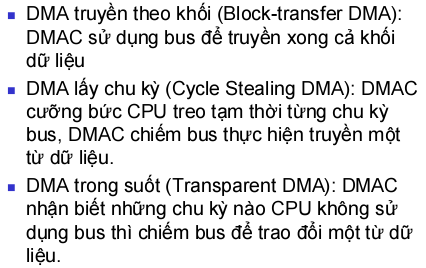 DMA truyền theo khối (Block-transfer DMA):
DMAC sử dụng bus để truyền xong cả khối
dữ liệu
DMA lấy chu kỳ (Cycle Stealing DMA): DMAC
cưỡng bức CPU treo tạm thời từng chu kỳ
bus, DMAC chiếm bus thực hiện truyền một
từ dữ liệu.
DMA trong suốt (Transparent DMA): DMAC
nhận biết những chu kỳ nào CPU không sử
dụng bus thì chiếm bus để trao đổi một từ dữ
liệu.